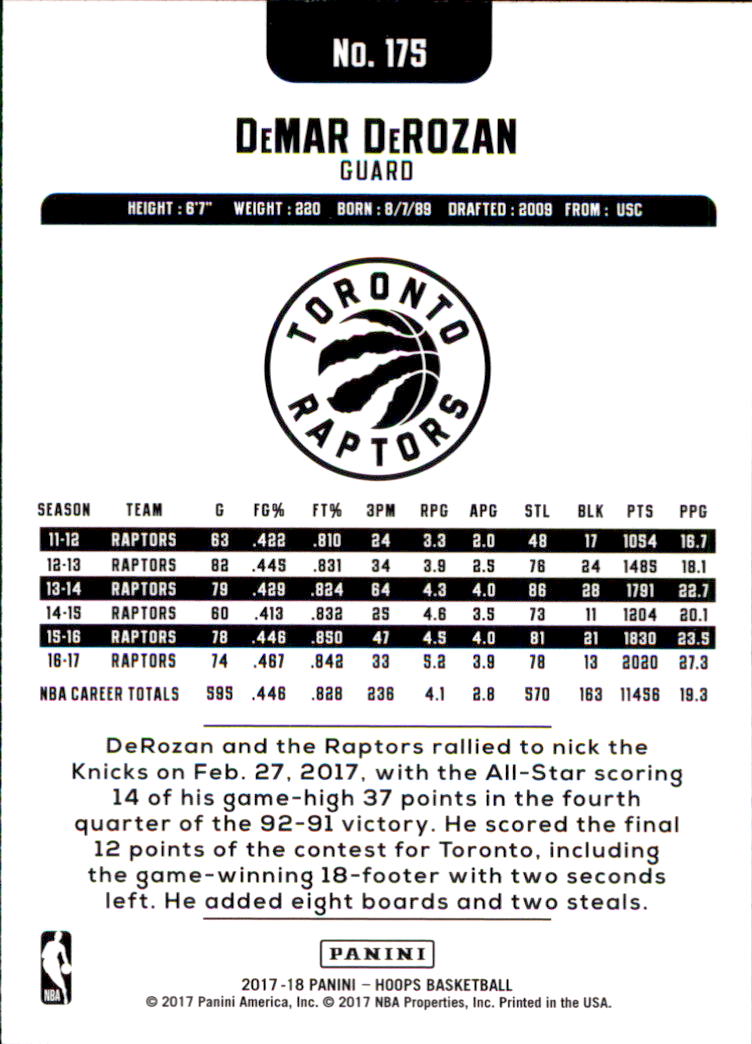 No. 175
DeMAR DeROZAN
GUARD
HEIGHT : 6'7" WEIGHT : 220 BORN : 8/7/89 DRAFTED : 2009 FROM : USC
TORONTO
RAPTORS
SEASON TEAM G FG% FT% 3PM RPG APG STL BLK PTS PPG
11-12 RAPTORS 63 .422 .810 24 3.3 2.0 48 17 1054 16.7
12-13 RAPTORS 82 .445 .831 34 3.9 2.5 76 24 1485 18.1
13-14 RAPTORS 79 .429 .824 64 4.3 4.0 86 28 1791 22.7
14-15 RAPTORS 60 .413 .832 25 4.6 3.5 73 11 1204 20.1
15-16 RAPTORS 78 .446 .850 47 4.5 4.0 81 21 1830 23.5
16-17 RAPTORS 74 .467 .842 33 5.2 3.9 78 13 2020 27.3
NBA CAREER TOTALS 595 .446 .828 236 4.1 2.8 570 163 11456 19.3
DeRozan and the Raptors rallied to nick the
Knicks on Feb. 27, 2017, with the All-Star scoring
14 of his game-high 37 points in the fourth
quarter of the 92-91 victory. He scored the final
12 points of the contest for Toronto, including
the game-winning 18-footer with two seconds
left. He added eight boards and two steals.
NBA
PANINI
2017-18 PANINI – HOOPS BASKETBALL
© 2017 Panini America, Inc. © 2017 NBA Properties, Inc. Printed in the USA.